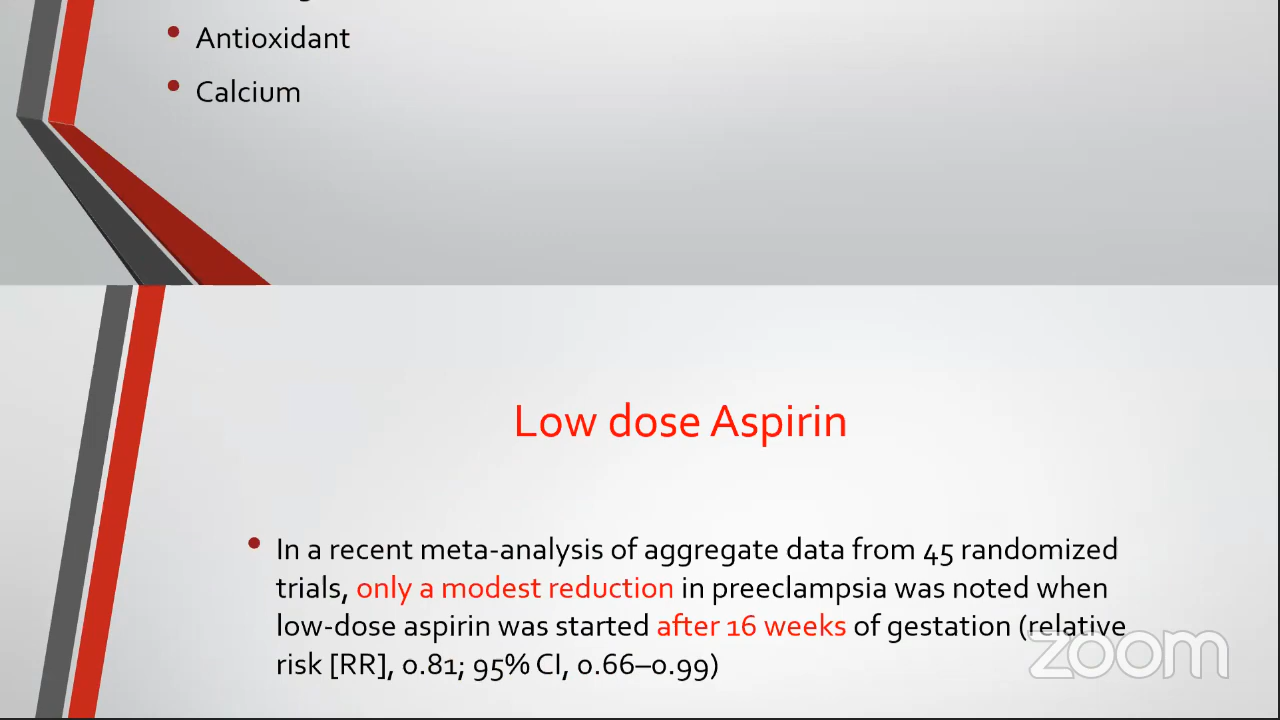 • Antioxidant
• Calcium
Low dose Aspirin
• In a recent meta-analysis of aggregate data from 45 randomized
trials, only a modest reduction in preeclampsia was noted when
low-dose aspirin was started after 16 weeks of gestation (relative
risk [RR], 0.81; 95% CI, 0.66–0.99)
zoom